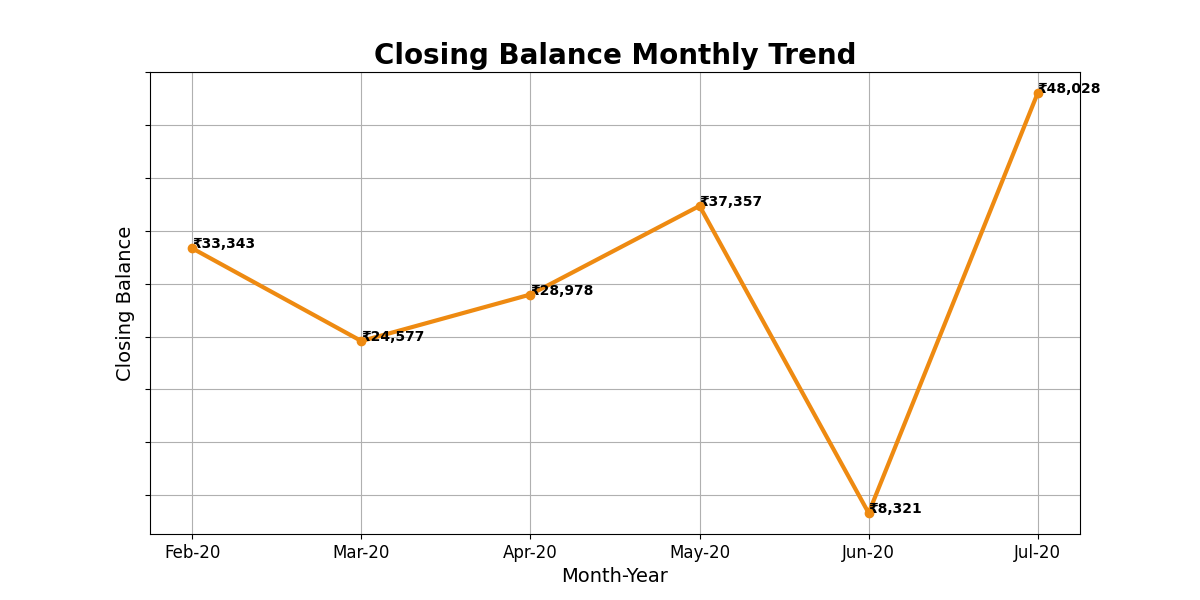 Closing Balance Monthly Trend
₹48,028
₹37,357
₹33,343
₹28,978
₹24,577
₹8,321
Closing Balance
Feb-20 Mar-20 Apr-20 May-20 Jun-20 Jul-20
Month-Year